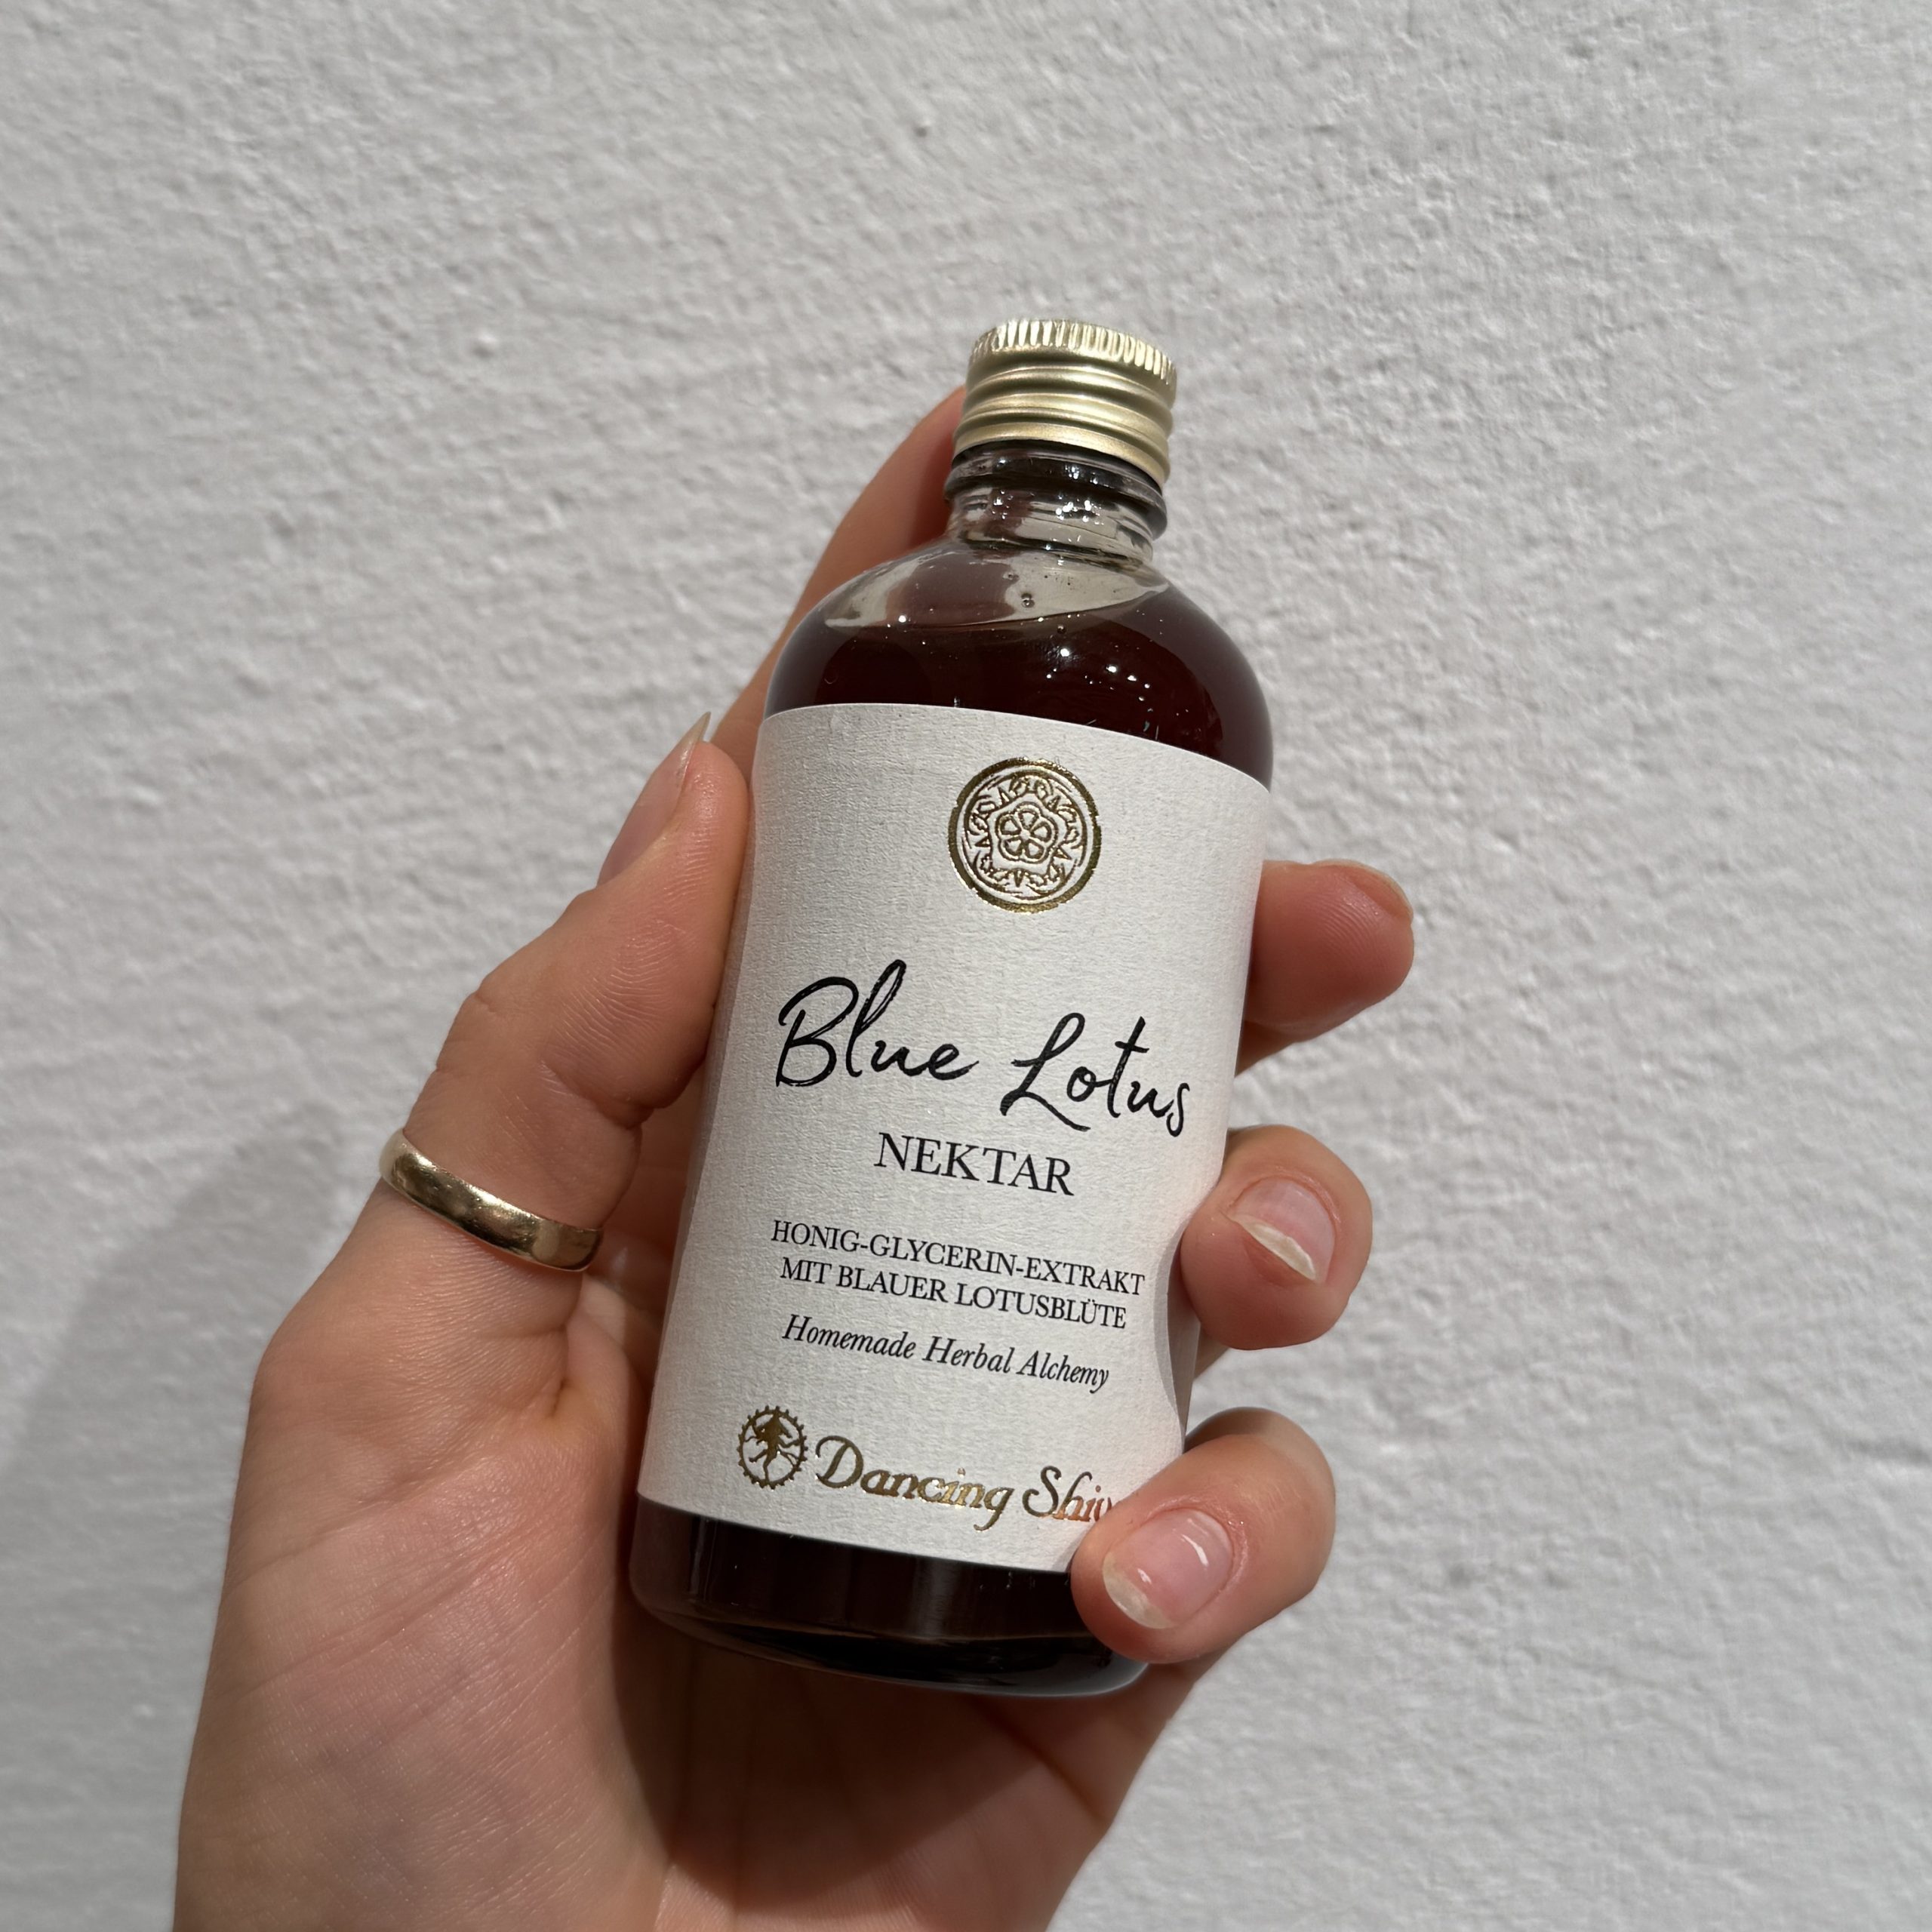 Blue Lotus
NEKTAR
HONIG-GLYCERIN-EXTRAKT
MIT BLAUER LOTUSBLÜTE
Homemade Herbal Alchemy
Dancing